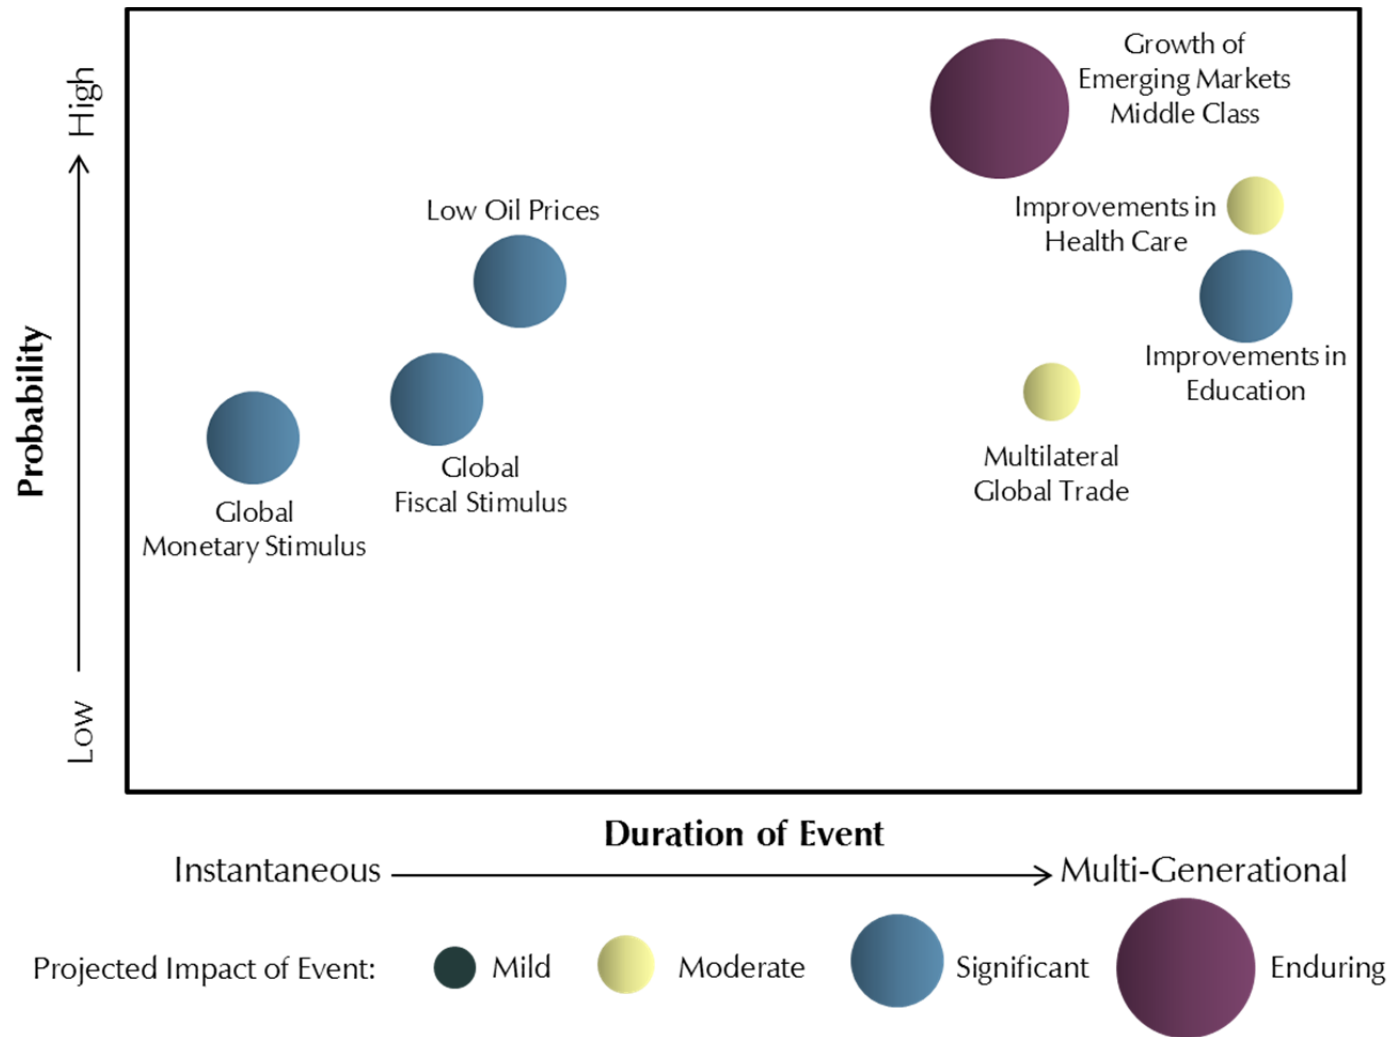 High
Probability
Low
Growth of
Emerging Markets
Middle Class
Low Oil Prices
Improvements in
Health Care
Improvements in
Education
Global
Fiscal Stimulus
Multilateral
Global Trade
Global
Monetary Stimulus
Duration of Event
Instantaneous
Multi-Generational
Projected Impact of Event:
Mild
Moderate
Significant
Enduring